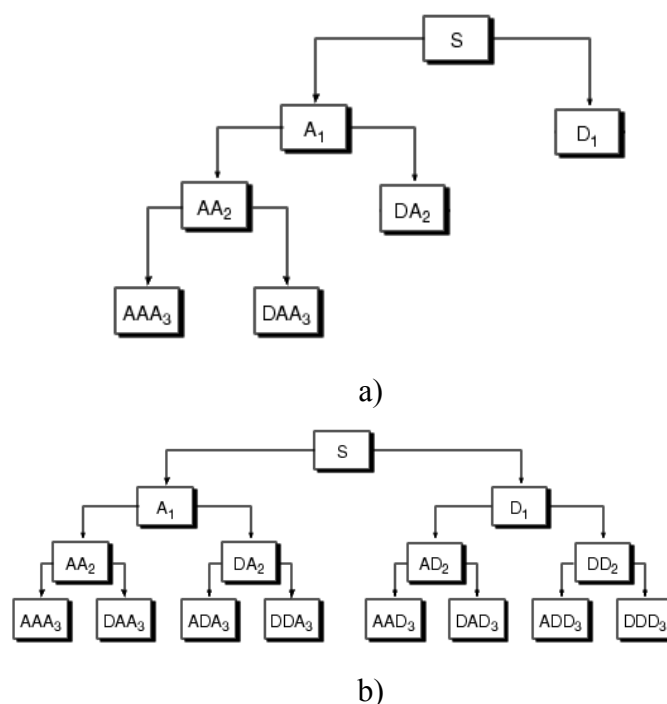 S
A₁ D₁
AA₂ DA₂
AAA₃ DAA₃
a)
S
A₁ D₁
AA₂ DA₂ AD₂ DD₂
AAA₃ DAA₃ ADA₃ DDA₃ AAD₃ DAD₃ ADD₃ DDD₃
b)